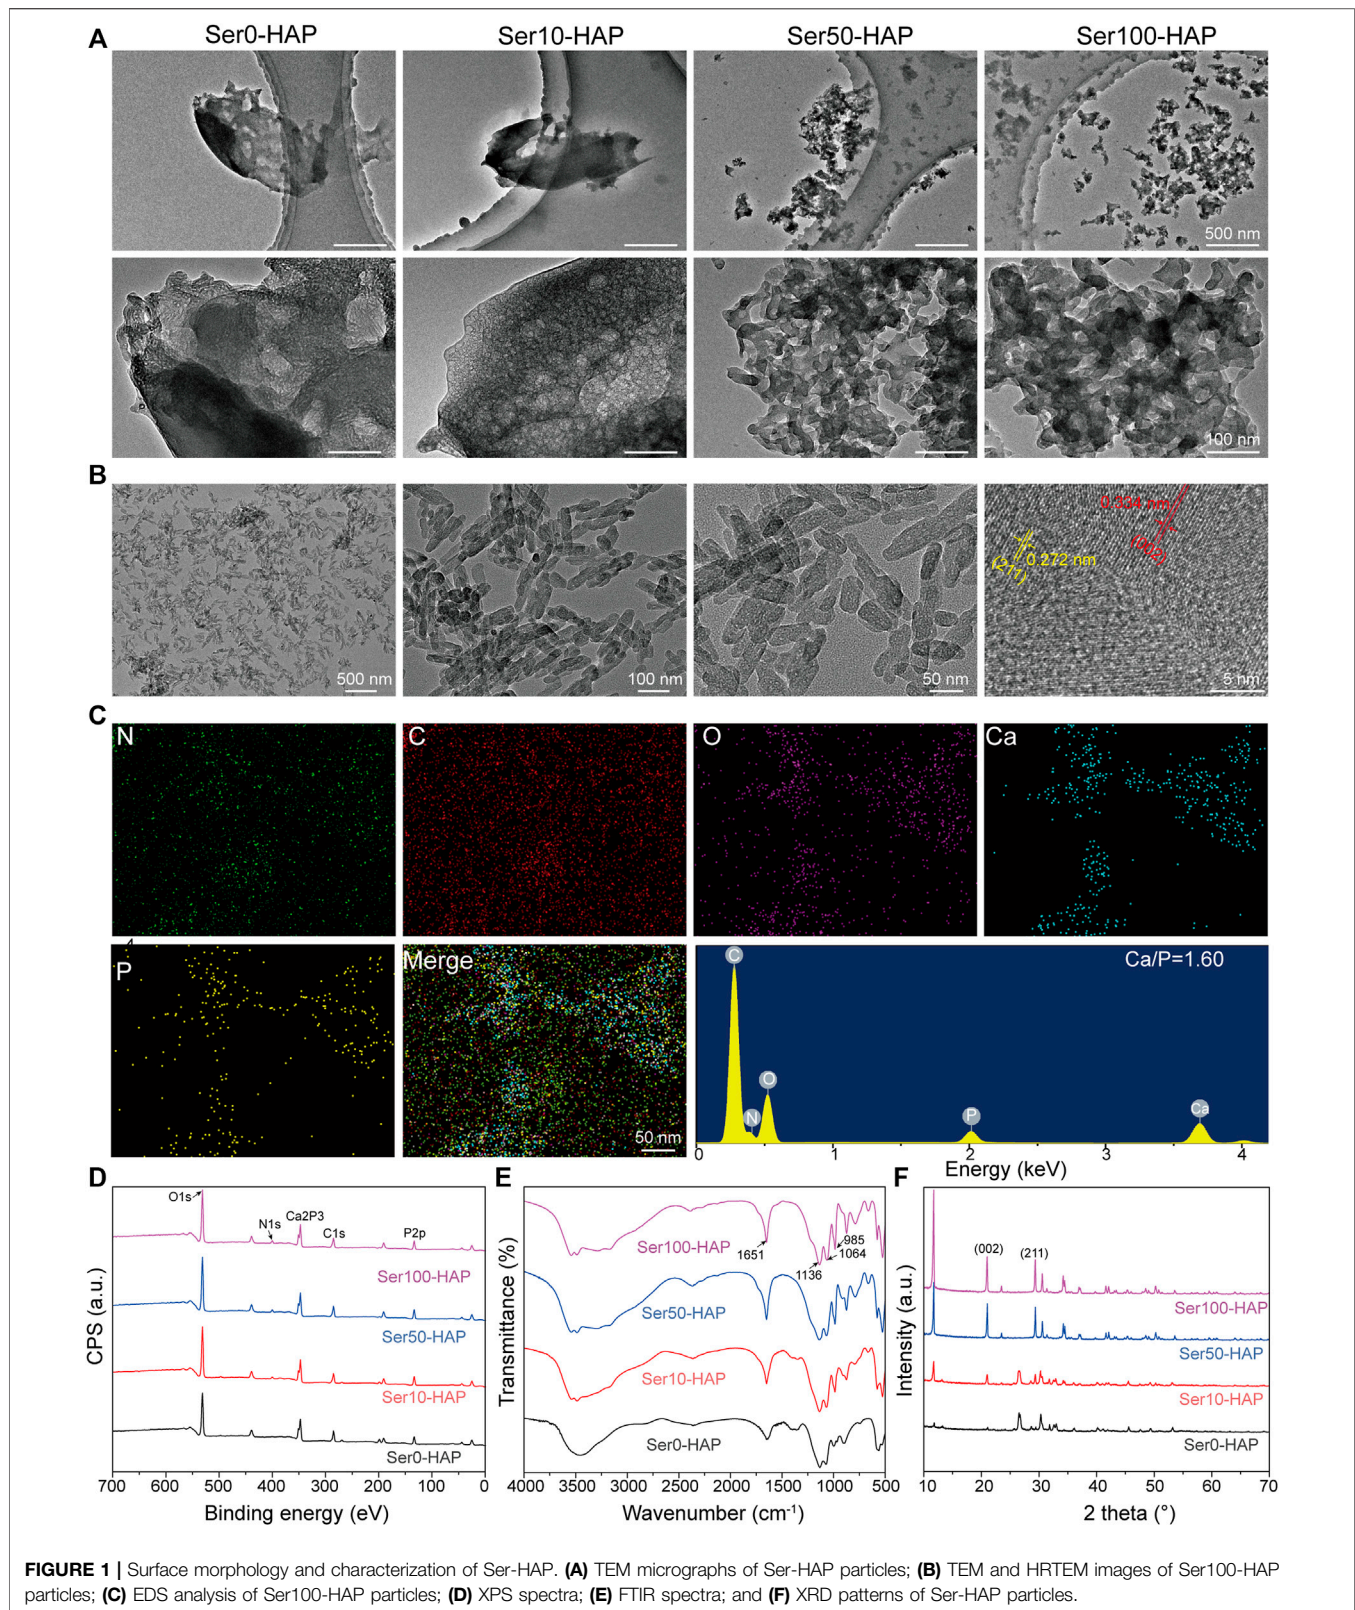 A
Ser0-HAP
Ser10-HAP
Ser50-HAP
Ser100-HAP
500 nm
100 nm
B
500 nm
100 nm
50 nm
0.334 nm
(002)
0.272 nm
(211)
5 nm
C
N
C
O
Ca
P
Merge
50 nm
Ca/P=1.60
C
N
O
P
Ca
0
1
2
3
4
Energy (keV)
D
O1s
N1s
Ca2P3
C1s
P2p
Ser100-HAP
Ser50-HAP
Ser10-HAP
Ser0-HAP
CPS (a.u.)
700 600 500 400 300 200 100 0
Binding energy (eV)
E
Ser100-HAP
1651
1136
985
1064
Ser50-HAP
Ser10-HAP
Ser0-HAP
Transmittance (%)
4000 3500 3000 2500 2000 1500 1000 500
Wavenumber (cm⁻¹)
F
(002)
(211)
Ser100-HAP
Ser50-HAP
Ser10-HAP
Ser0-HAP
Intensity (a.u.)
10 20 30 40 50 60 70
2 theta (°)
FIGURE 1 | Surface morphology and characterization of Ser-HAP. (A) TEM micrographs of Ser-HAP particles; (B) TEM and HRTEM images of Ser100-HAP
particles; (C) EDS analysis of Ser100-HAP particles; (D) XPS spectra; (E) FTIR spectra; and (F) XRD patterns of Ser-HAP particles.